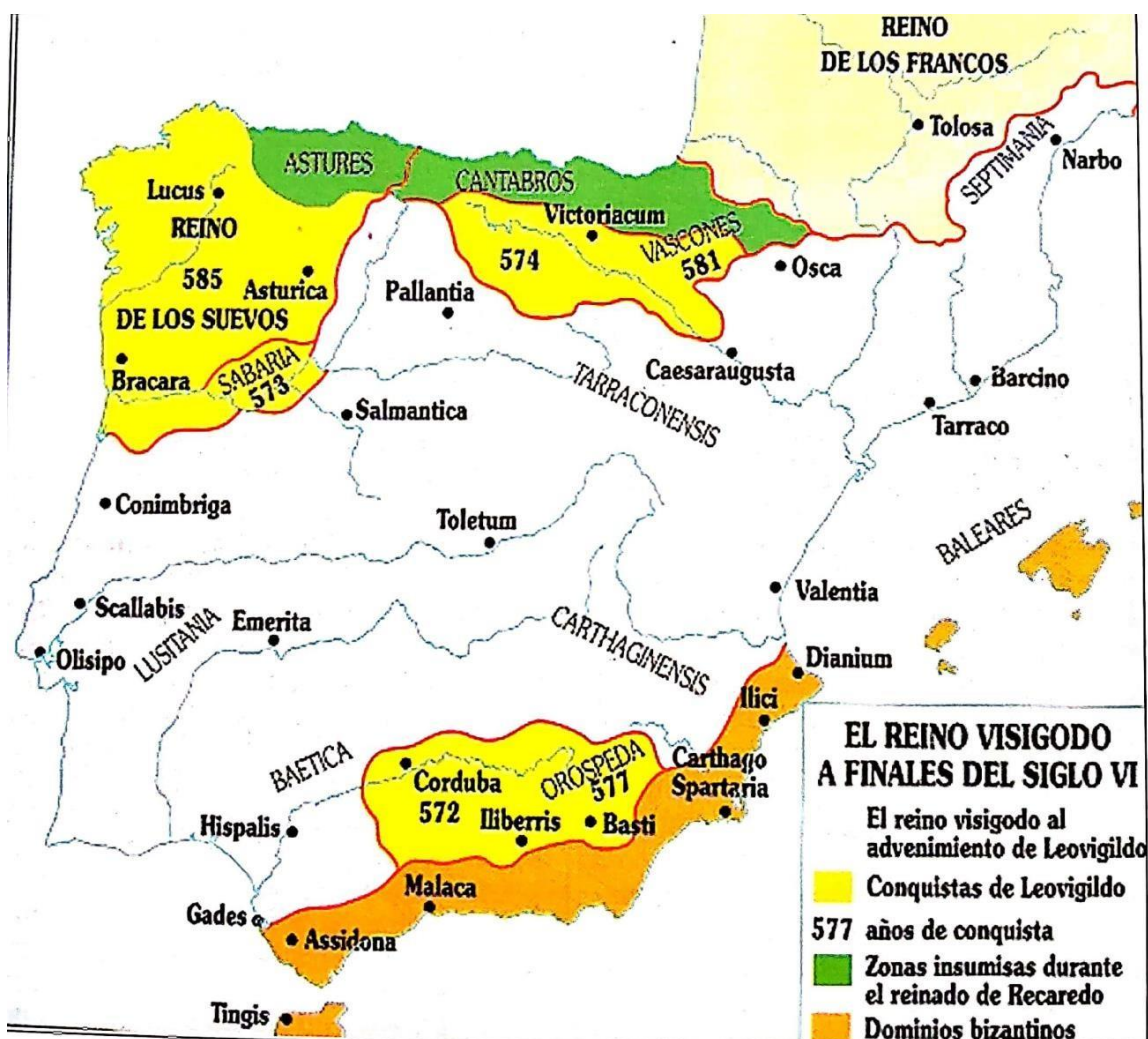 REINO
DE LOS FRANCOS
Tolosa
SEPTIMANIA
Narbo
ASTURES
CANTABROS
Lucus
REINO
585
Asturica
DE LOS SUEVOS
Bracara
SABARIA
573
Victoriacum
574
VASCONES
581
Osca
Pallantia
Caesaraugusta
TARRACONENSIS
Barcino
Tarraco
Salmantica
Conimbriga
Toletum
BALEARES
Scallabis
Olisipo
LUSITANIA
Emerita
Valentia
CARTHAGINENSIS
Dianium
Ilici
BAETICA
Corduba
572
OROSPEDA
577
Carthago
Spartaria
Hispalis
Iliberris
Basti
Malaca
Gades
Assidona
Tingis
EL REINO VISIGODO
A FINALES DEL SIGLO VI
El reino visigodo al
advenimiento de Leovigildo
Conquistas de Leovigildo
577 años de conquista
Zonas insumisas durante
el reinado de Recaredo
Dominios bizantinos